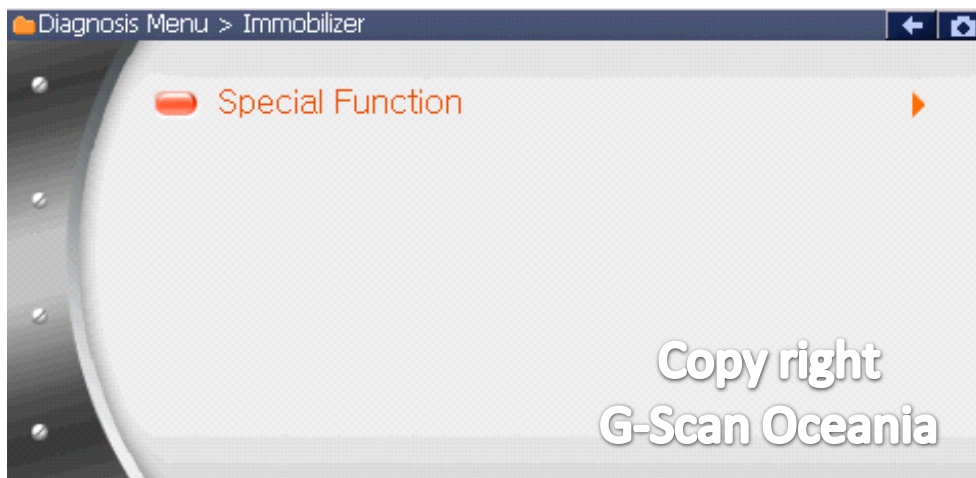 Diagnosis Menu > Immobilizer
Special Function
Copy right
G-Scan Oceania